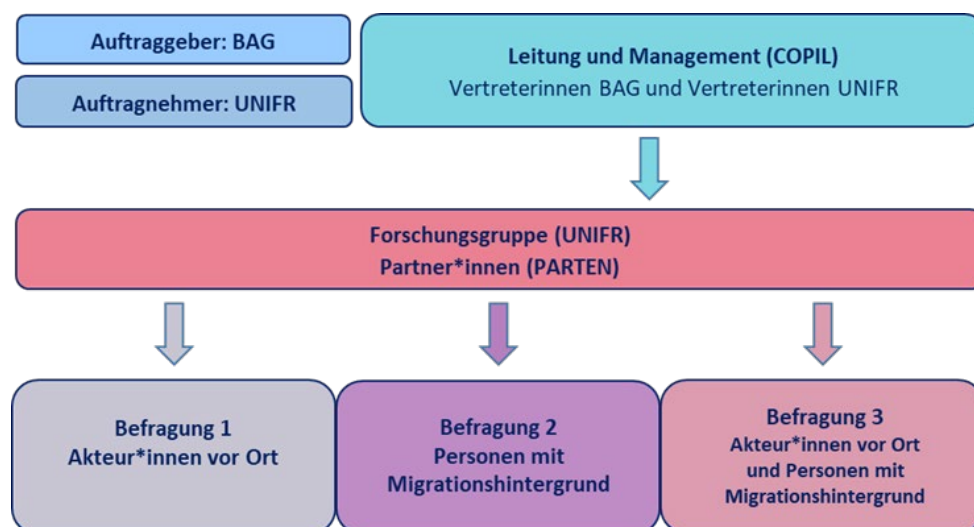 Auftraggeber: BAG
Auftragnehmer: UNIFR
Leitung und Management (COPIL)
Vertreterinnen BAG und Vertreterinnen UNIFR
Forschungsgruppe (UNIFR)
Partner*innen (PARTEN)
Befragung 1
Akteur*innen vor Ort
Befragung 2
Personen mit
Migrationshintergrund
Befragung 3
Akteur*innen vor Ort
und Personen mit
Migrationshintergrund